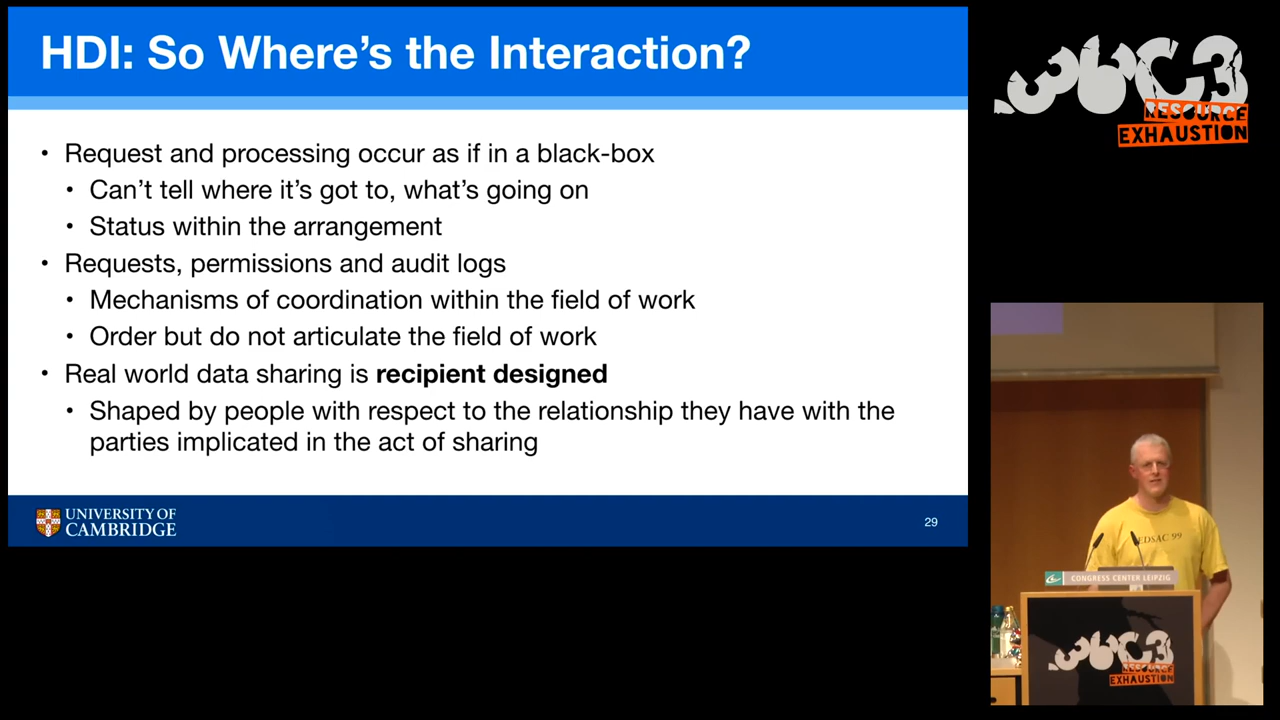 HDI: So Where's the Interaction?
• Request and processing occur as if in a black-box
• Can't tell where it's got to, what's going on
• Status within the arrangement
• Requests, permissions and audit logs
• Mechanisms of coordination within the field of work
• Order but do not articulate the field of work
• Real world data sharing is recipient designed
• Shaped by people with respect to the relationship they have with the
parties implicated in the act of sharing
UNIVERSITY OF
CAMBRIDGE
29
36C3
RESOURCE
EXHAUSTION
EDSAC 99
CONGRESS CENTER LEIPZIG
36C3
RESOURCE
EXHAUSTION